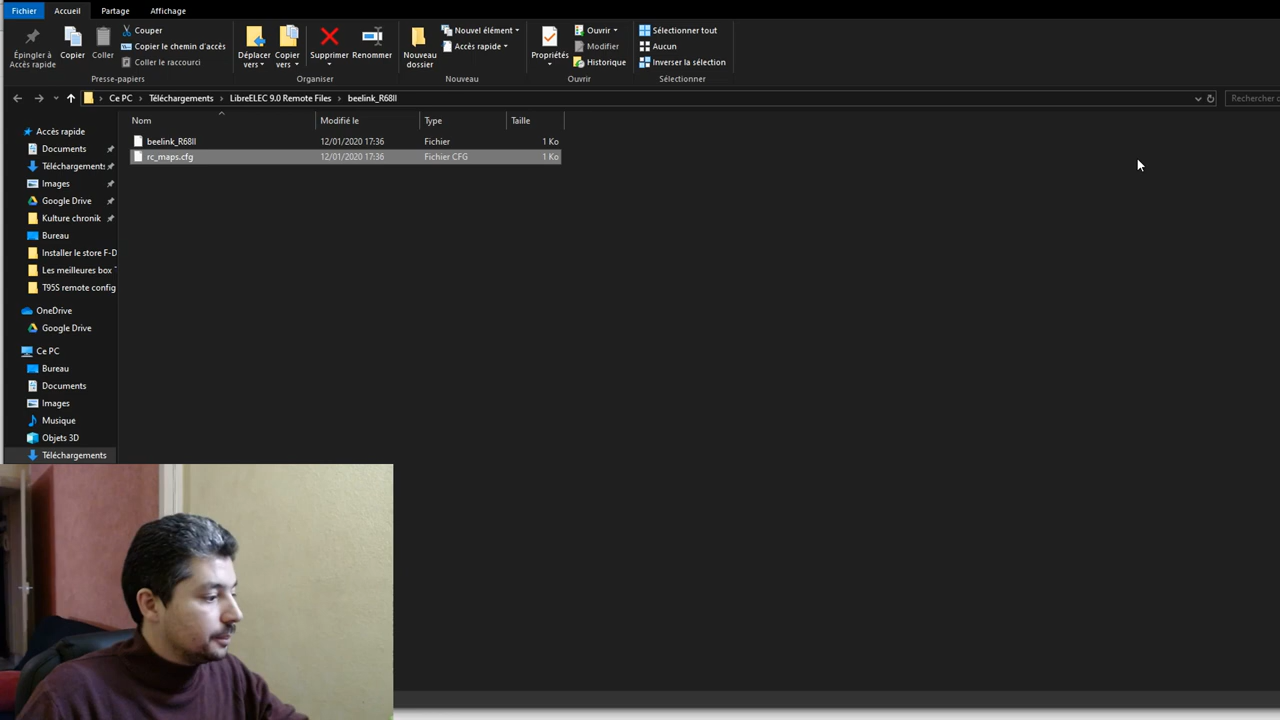 Fichier Accueil Partage Affichage
Épingler à Accès rapide
Copier
Coller
Couper
Copier le chemin d'accès
Coller le raccourci
Presse-papiers
Déplacer vers
Copier vers
Supprimer
Renommer
Organiser
Nouveau dossier
Nouvel élément
Accès rapide
Nouveau
Propriétés
Ouvrir
Modifier
Historique
Ouvrir
Sélectionner tout
Aucun
Inverser la sélection
Sélectionner
Ce PC > Téléchargements > LibreELEC 9.0 Remote Files > beelink_R68II
Rechercher
Nom Modifié le Type Taille
beelink_R68II 12/01/2020 17:36 Fichier 1 Ko
rc_maps.cfg 12/01/2020 17:36 Fichier CFG 1 Ko
Accès rapide
Documents
Téléchargements
Images
Google Drive
Kulture chronik
Bureau
Installer le store F-D
Les meilleures box
T95S remote config
OneDrive
Google Drive
Ce PC
Bureau
Documents
Images
Musique
Objets 3D
Téléchargements